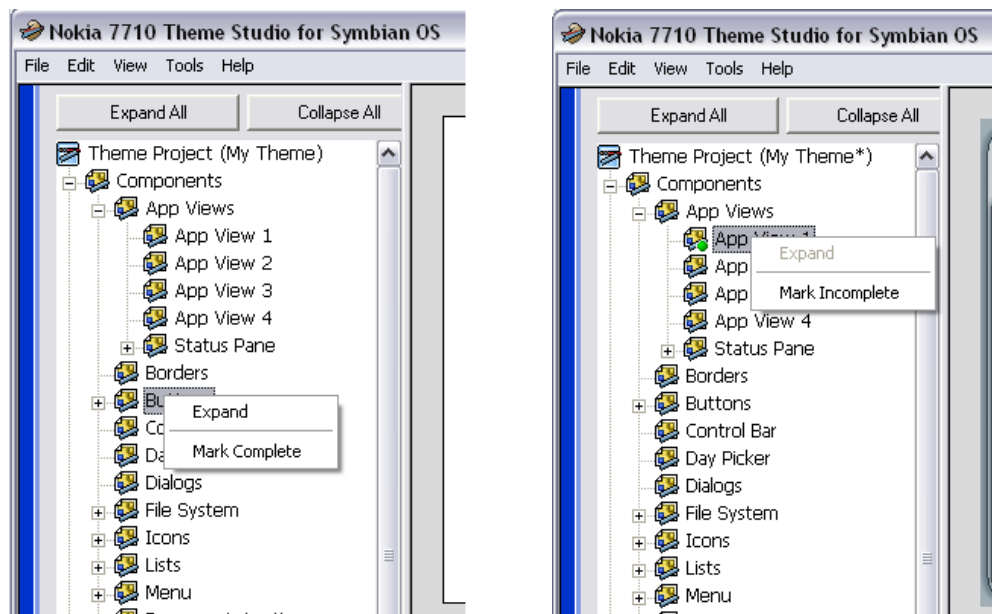 Nokia 7710 Theme Studio for Symbian OS
File Edit View Tools Help
Expand All Collapse All
Theme Project (My Theme)
Components
App Views
App View 1
App View 2
App View 3
App View 4
Status Pane
Borders
Expand
Mark Complete
Dialogs
File System
Icons
Lists
Menu
Nokia 7710 Theme Studio for Symbian OS
File Edit View Tools Help
Expand All Collapse All
Theme Project (My Theme*)
Components
App Views
App View 1
Expand
App
App
Mark Incomplete
App View 4
Status Pane
Borders
Buttons
Control Bar
Day Picker
Dialogs
File System
Icons
Lists
Menu